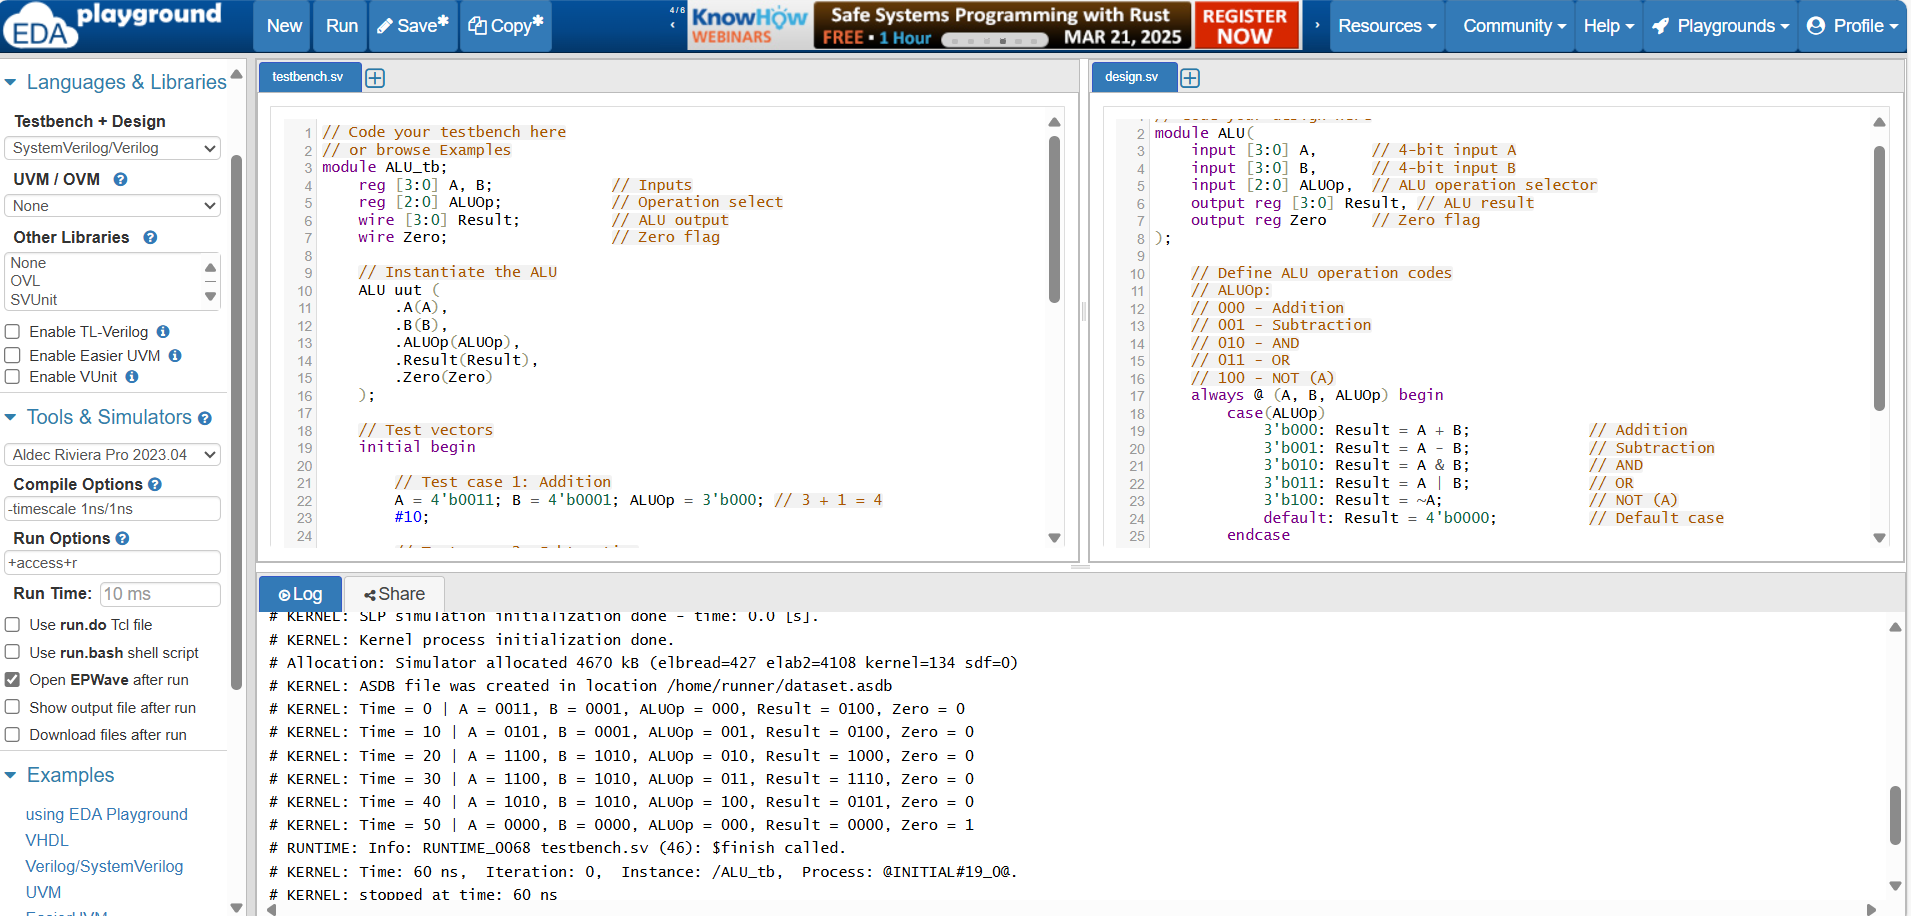 EDA playground
New
Run
Save*
Copy*
4/6
KnowHow
WEBINARS
Safe Systems Programming with Rust
FREE • 1 Hour
MAR 21, 2025
REGISTER
NOW
Resources
Community
Help
Playgrounds
Profile
Languages & Libraries
Testbench + Design
SystemVerilog/Verilog
UVM / OVM
None
Other Libraries
None
OVL
SVUnit
Enable TL-Verilog
Enable Easier UVM
Enable VUnit
Tools & Simulators
Aldec Riviera Pro 2023.04
Compile Options
-timescale 1ns/1ns
Run Options
+access+r
Run Time: 10 ms
Use run.do Tcl file
Use run.bash shell script
Open EPWave after run
Show output file after run
Download files after run
Examples
using EDA Playground
VHDL
Verilog/SystemVerilog
UVM
EasierUVM
testbench.sv
1 // Code your testbench here
2 // or browse Examples
3 module ALU_tb;
4 reg [3:0] A, B; // Inputs
5 reg [2:0] ALUOp; // Operation select
6 wire [3:0] Result; // ALU output
7 wire Zero; // Zero flag
8
9 // Instantiate the ALU
10 ALU uut (
11 .A(A),
12 .B(B),
13 .ALUOp(ALUOp),
14 .Result(Result),
15 .Zero(Zero)
16 );
17
18 // Test vectors
19 initial begin
20
21 // Test case 1: Addition
22 A = 4'b0011; B = 4'b0001; ALUOp = 3'b000; // 3 + 1 = 4
23 #10;
24
design.sv
1 // Code your design here
2 module ALU(
3 input [3:0] A, // 4-bit input A
4 input [3:0] B, // 4-bit input B
5 input [2:0] ALUOp, // ALU operation selector
6 output reg [3:0] Result, // ALU result
7 output reg Zero // Zero flag
8 );
9
10 // Define ALU operation codes
11 // ALUOp:
12 // 000 - Addition
13 // 001 - Subtraction
14 // 010 - AND
15 // 011 - OR
16 // 100 - NOT (A)
17 always @ (A, B, ALUOp) begin
18 case(ALUOp)
19 3'b000: Result = A + B; // Addition
20 3'b001: Result = A - B; // Subtraction
21 3'b010: Result = A & B; // AND
22 3'b011: Result = A | B; // OR
23 3'b100: Result = ~A; // NOT (A)
24 default: Result = 4'b0000; // Default case
25 endcase
Log
Share
# KERNEL: SLP simulation initialization done - time: 0.0 [s].
# KERNEL: Kernel process initialization done.
# Allocation: Simulator allocated 4670 kB (elbread=427 elab2=4108 kernel=134 sdf=0)
# KERNEL: ASDB file was created in location /home/runner/dataset.asdb
# KERNEL: Time = 0 | A = 0011, B = 0001, ALUOp = 000, Result = 0100, Zero = 0
# KERNEL: Time = 10 | A = 0101, B = 0001, ALUOp = 001, Result = 0100, Zero = 0
# KERNEL: Time = 20 | A = 1100, B = 1010, ALUOp = 010, Result = 1000, Zero = 0
# KERNEL: Time = 30 | A = 1100, B = 1010, ALUOp = 011, Result = 1110, Zero = 0
# KERNEL: Time = 40 | A = 1010, B = 1010, ALUOp = 100, Result = 0101, Zero = 0
# KERNEL: Time = 50 | A = 0000, B = 0000, ALUOp = 000, Result = 0000, Zero = 1
# RUNTIME: Info: RUNTIME_0068 testbench.sv (46): $finish called.
# KERNEL: Time: 60 ns, Iteration: 0, Instance: /ALU_tb, Process: @INITIAL#19_0@.
# KERNEL: stopped at time: 60 ns